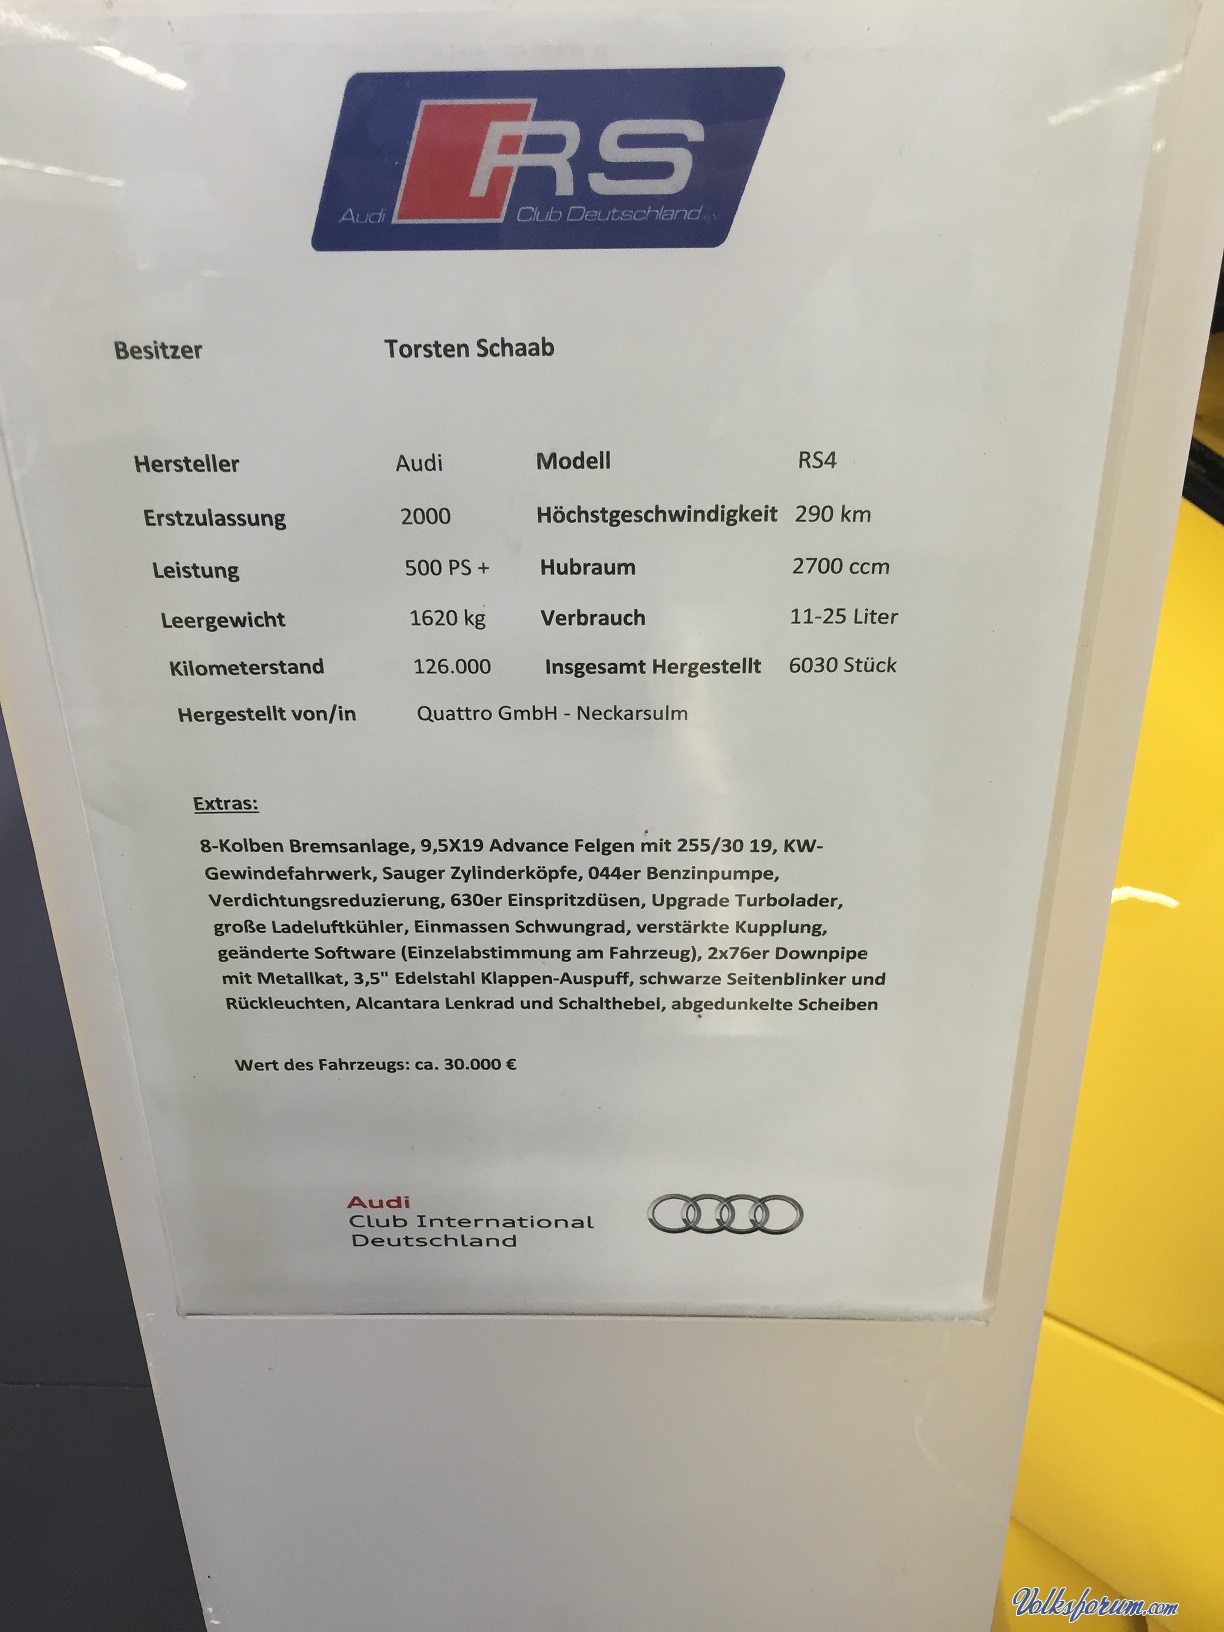 RS
Audi Club Deutschland e.V.
Besitzer Torsten Schaab
Hersteller Audi Modell RS4
Erstzulassung 2000 Höchstgeschwindigkeit 290 km
Leistung 500 PS + Hubraum 2700 ccm
Leergewicht 1620 kg Verbrauch 11-25 Liter
Kilometerstand 126.000 Insgesamt Hergestellt 6030 Stück
Hergestellt von/in Quattro GmbH - Neckarsulm
Extras:
8-Kolben Bremsanlage, 9,5X19 Advance Felgen mit 255/30 19, KW-
Gewindefahrwerk, Sauger Zylinderköpfe, 044er Benzinpumpe,
Verdichtungsreduzierung, 630er Einspritzdüsen, Upgrade Turbolader,
große Ladeluftkühler, Einmassen Schwungrad, verstärkte Kupplung,
geänderte Software (Einzelabstimmung am Fahrzeug), 2x76er Downpipe
mit Metallkat, 3,5" Edelstahl Klappen-Auspuff, schwarze Seitenblinker und
Rückleuchten, Alcantara Lenkrad und Schalthebel, abgedunkelte Scheiben
Wert des Fahrzeugs: ca. 30.000 €
Audi
Club International
Deutschland
Volksforum.com